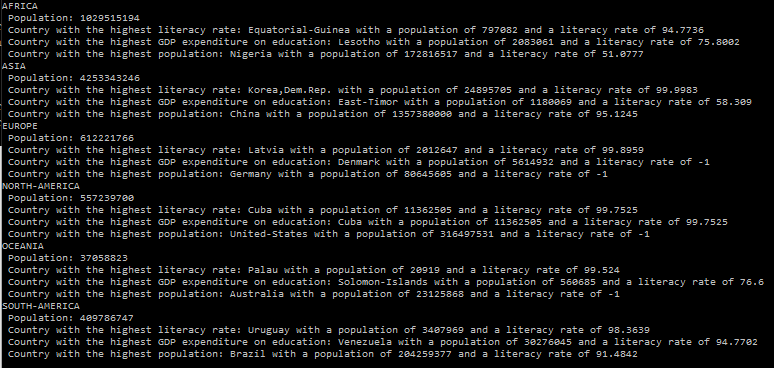 AFRICA
Population: 1029515194
Country with the highest literacy rate: Equatorial-Guinea with a population of 797082 and a literacy rate of 94.7736
Country with the highest GDP expenditure on education: Lesotho with a population of 2083061 and a literacy rate of 75.8002
Country with the highest population: Nigeria with a population of 172816517 and a literacy rate of 51.0777
ASIA
Population: 4253343246
Country with the highest literacy rate: Korea,Dem.Rep. with a population of 24895705 and a literacy rate of 99.9983
Country with the highest GDP expenditure on education: East-Timor with a population of 1180069 and a literacy rate of 58.309
Country with the highest population: China with a population of 1357380000 and a literacy rate of 95.1245
EUROPE
Population: 612221766
Country with the highest literacy rate: Latvia with a population of 2012647 and a literacy rate of 99.8959
Country with the highest GDP expenditure on education: Denmark with a population of 5614932 and a literacy rate of -1
Country with the highest population: Germany with a population of 80645605 and a literacy rate of -1
NORTH-AMERICA
Population: 557239700
Country with the highest literacy rate: Cuba with a population of 11362505 and a literacy rate of 99.7525
Country with the highest GDP expenditure on education: Cuba with a population of 11362505 and a literacy rate of 99.7525
Country with the highest population: United-States with a population of 316497531 and a literacy rate of -1
OCEANIA
Population: 37058823
Country with the highest literacy rate: Palau with a population of 20919 and a literacy rate of 99.524
Country with the highest GDP expenditure on education: Solomon-Islands with a population of 560685 and a literacy rate of 76.6
Country with the highest population: Australia with a population of 23125868 and a literacy rate of -1
SOUTH-AMERICA
Population: 409786747
Country with the highest literacy rate: Uruguay with a population of 3407969 and a literacy rate of 98.3639
Country with the highest GDP expenditure on education: Venezuela with a population of 30276045 and a literacy rate of 94.7702
Country with the highest population: Brazil with a population of 204259377 and a literacy rate of 91.4842